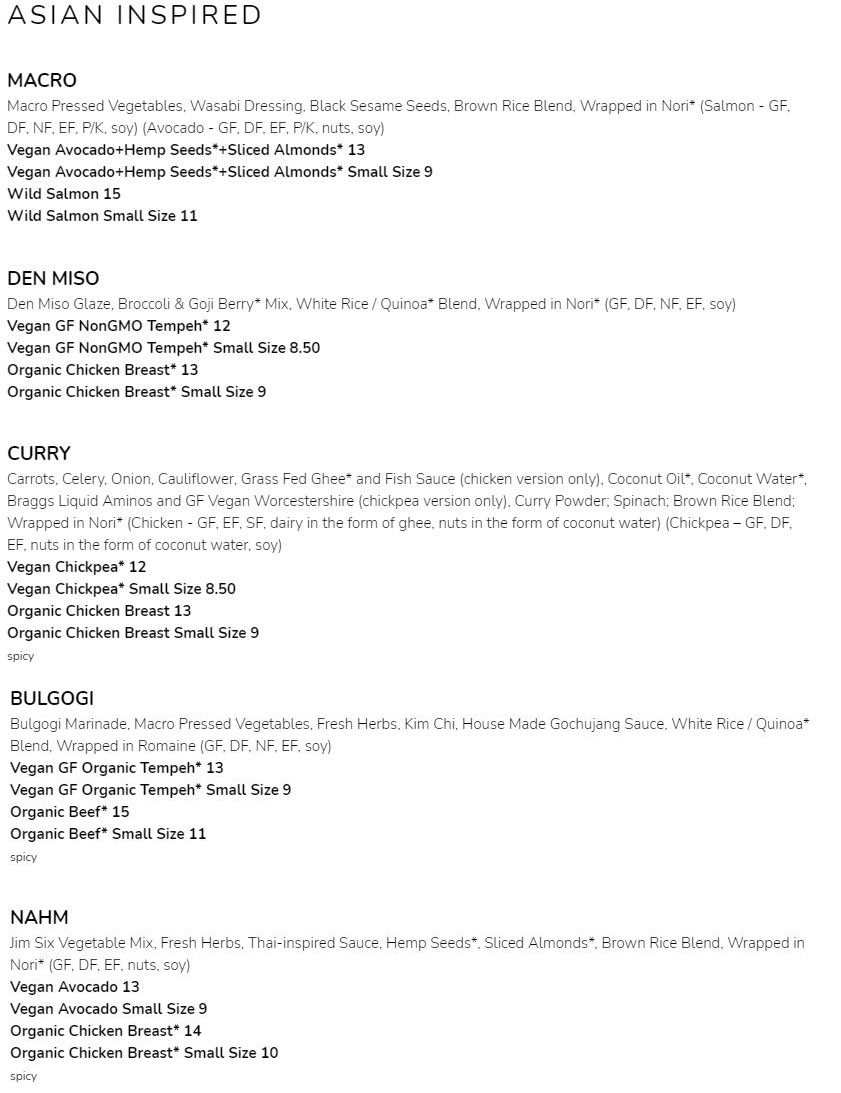 ASIAN INSPIRED
MACRO
Macro Pressed Vegetables, Wasabi Dressing, Black Sesame Seeds, Brown Rice Blend, Wrapped in Nori* (Salmon - GF,
DF, NF, EF, P/K, soy) (Avocado - GF, DF, EF, P/K, nuts, soy)
Vegan Avocado+Hemp Seeds*+Sliced Almonds* 13
Vegan Avocado+Hemp Seeds*+Sliced Almonds* Small Size 9
Wild Salmon 15
Wild Salmon Small Size 11
DEN MISO
Den Miso Glaze, Broccoli & Goji Berry* Mix, White Rice / Quinoa* Blend, Wrapped in Nori* (GF, DF, NF, EF, soy)
Vegan GF NonGMO Tempeh* 12
Vegan GF NonGMO Tempeh* Small Size 8.50
Organic Chicken Breast* 13
Organic Chicken Breast* Small Size 9
CURRY
Carrots, Celery, Onion, Cauliflower, Grass Fed Ghee* and Fish Sauce (chicken version only), Coconut Oil*, Coconut Water*,
Braggs Liquid Aminos and GF Vegan Worcestershire (chickpea version only), Curry Powder; Spinach; Brown Rice Blend;
Wrapped in Nori* (Chicken - GF, EF, SF, dairy in the form of ghee, nuts in the form of coconut water) (Chickpea – GF, DF,
EF, nuts in the form of coconut water, soy)
Vegan Chickpea* 12
Vegan Chickpea* Small Size 8.50
Organic Chicken Breast 13
Organic Chicken Breast Small Size 9
spicy
BULGOGI
Bulgogi Marinade, Macro Pressed Vegetables, Fresh Herbs, Kim Chi, House Made Gochujang Sauce, White Rice / Quinoa*
Blend, Wrapped in Romaine (GF, DF, NF, EF, soy)
Vegan GF Organic Tempeh* 13
Vegan GF Organic Tempeh* Small Size 9
Organic Beef* 15
Organic Beef* Small Size 11
spicy
NAHM
Jim Six Vegetable Mix, Fresh Herbs, Thai-inspired Sauce, Hemp Seeds*, Sliced Almonds*, Brown Rice Blend, Wrapped in
Nori* (GF, DF, EF, nuts, soy)
Vegan Avocado 13
Vegan Avocado Small Size 9
Organic Chicken Breast* 14
Organic Chicken Breast* Small Size 10
spicy